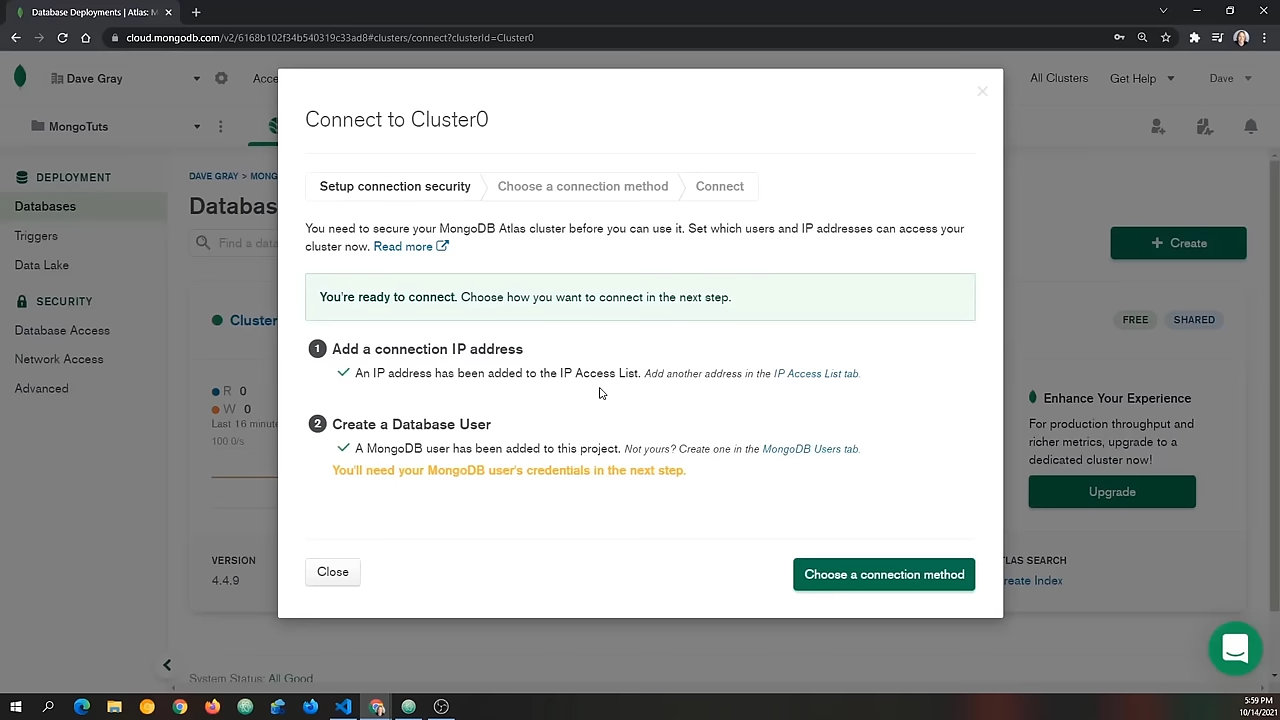 Database Deployments | Atlas: M
cloud.mongodb.com/v2/6168b102f34b540319c33ad8#clusters/connect?clusterId=Cluster0
Dave Gray
Acce
All Clusters
Get Help
Dave
MongoTuts
DEPLOYMENT
Databases
Triggers
Data Lake
SECURITY
Database Access
Network Access
Advanced
DAVE GRAY > MONG
Databas
Find a data
+ Create
Cluster
FREE
SHARED
R 0
W 0
Last 16 minute
100.0/s
VERSION
4.4.9
Connect to Cluster0
Setup connection security
Choose a connection method
Connect
You need to secure your MongoDB Atlas cluster before you can use it. Set which users and IP addresses can access your
cluster now. Read more
You're ready to connect. Choose how you want to connect in the next step.
1 Add a connection IP address
An IP address has been added to the IP Access List. Add another address in the IP Access List tab.
2 Create a Database User
A MongoDB user has been added to this project. Not yours? Create one in the MongoDB Users tab.
You'll need your MongoDB user's credentials in the next step.
Close
Choose a connection method
Enhance Your Experience
For production throughput and
richer metrics, upgrade to a
dedicated cluster now!
Upgrade
TLAS SEARCH
reate Index
System Status: All Good
5:59 PM
10/14/2021